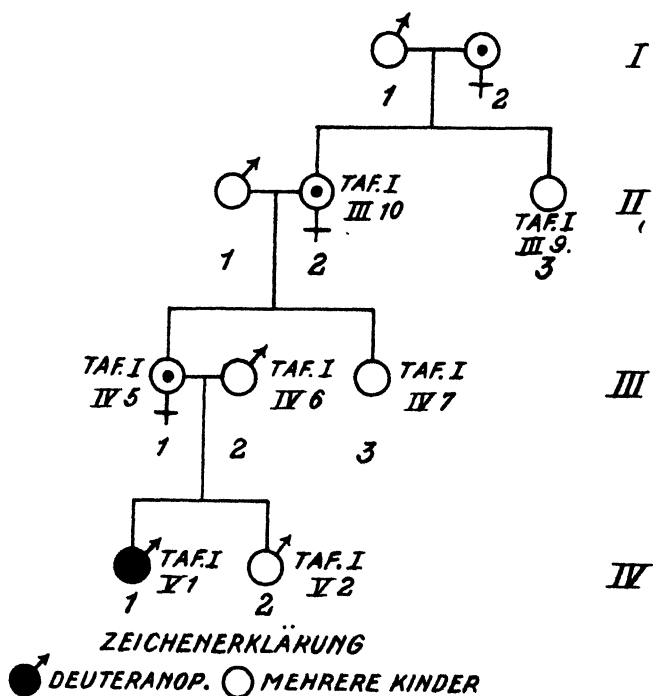 I
1 2
TAF. I
III 10
TAF. I
III 9.
II
1 2 3
TAF. I
IV 5
TAF. I
IV 6
TAF. I
IV 7
III
1 2 3
TAF. I
V 1
TAF. I
V 2
IV
1 2
ZEICHENERKLÄRUNG
DEUTERANOP. MEHRERE KINDER